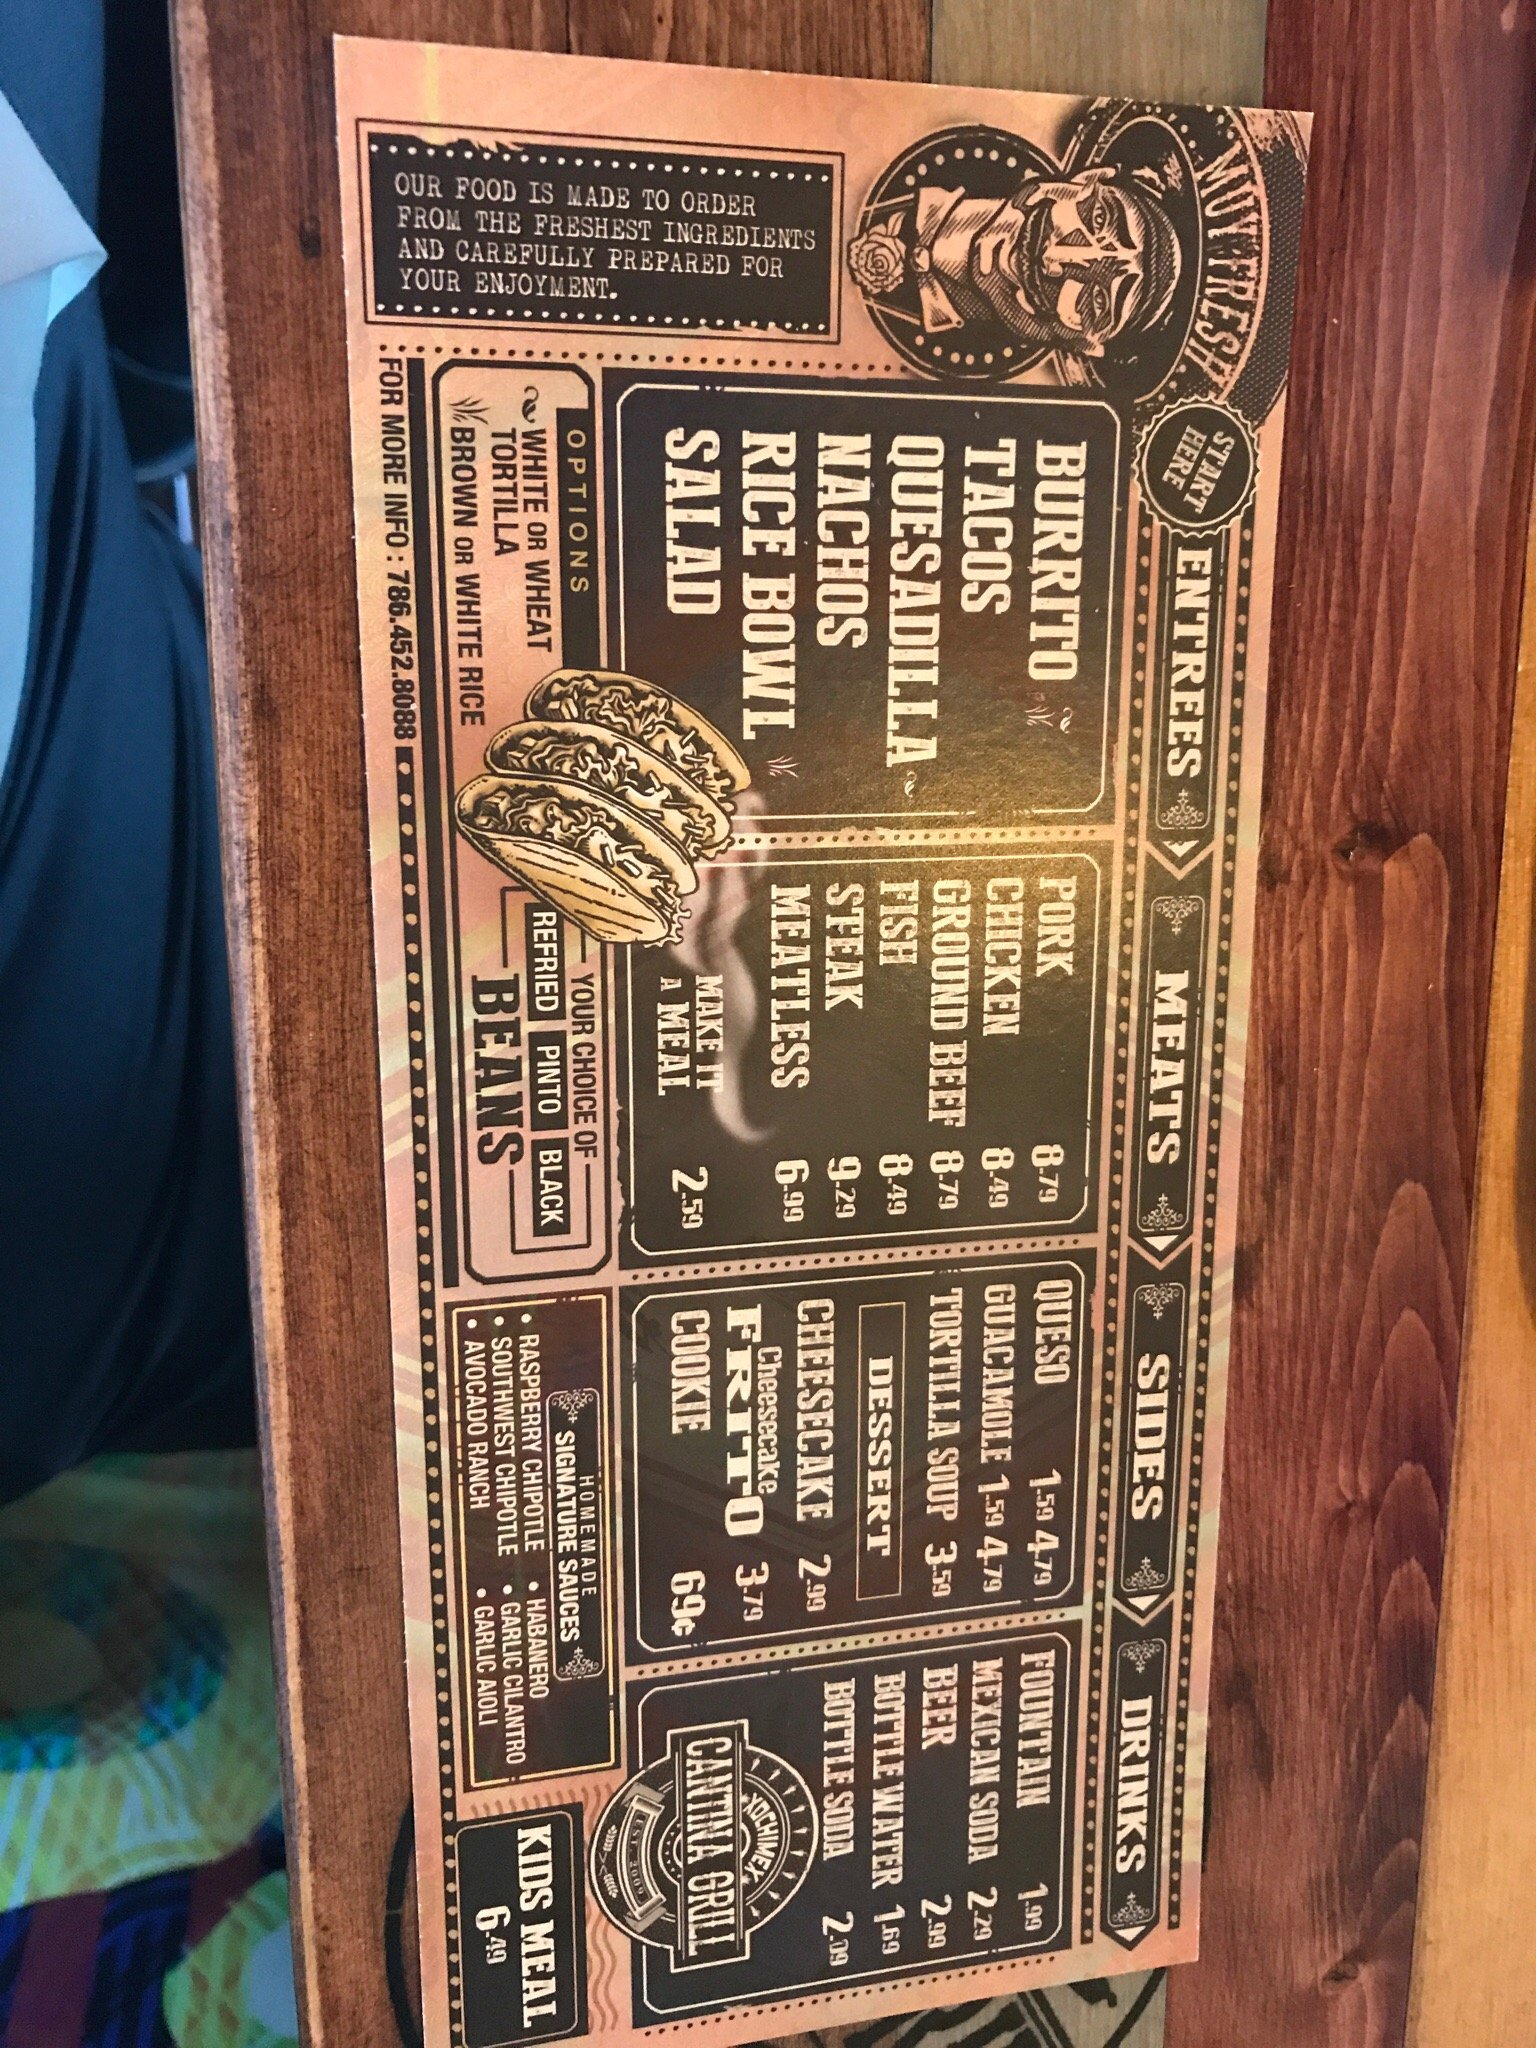 MUY FRESH
START
HERE
ENTREES
MEATS
SIDES
DRINKS
BURRITO
TACOS
QUESADILLA
NACHOS
RICE BOWL
SALAD
PORK 8.79
CHICKEN 8.49
GROUND BEEF 8.79
FISH 8.49
STEAK 9.29
MEATLESS 6.99
MAKE IT
A MEAL 2.59
QUESO 1.59 4.79
GUACAMOLE 1.59 4.79
TORTILLA SOUP 3.59
DESSERT
CHEESECAKE 2.99
Cheesecake
FRITO 3.79
COOKIE 69¢
FOUNTAIN 1.99
MEXICAN SODA 2.29
BEER 2.99
BOTTLE WATER 1.69
BOTTLE SODA 2.09
XOCHIMEX
CANTINA GRILL
EST. 2009
OUR FOOD IS MADE TO ORDER
FROM THE FRESHEST INGREDIENTS
AND CAREFULLY PREPARED FOR
YOUR ENJOYMENT.
OPTIONS
WHITE OR WHEAT
TORTILLA
BROWN OR WHITE RICE
YOUR CHOICE OF
REFRIED PINTO BLACK
BEANS
HOMEMADE
SIGNATURE SAUCES
• RASPBERRY CHIPOTLE • HABANERO
• SOUTHWEST CHIPOTLE • GARLIC CILANTRO
• AVOCADO RANCH • GARLIC AIOLI
KIDS MEAL
6.49
FOR MORE INFO : 786.452.8088